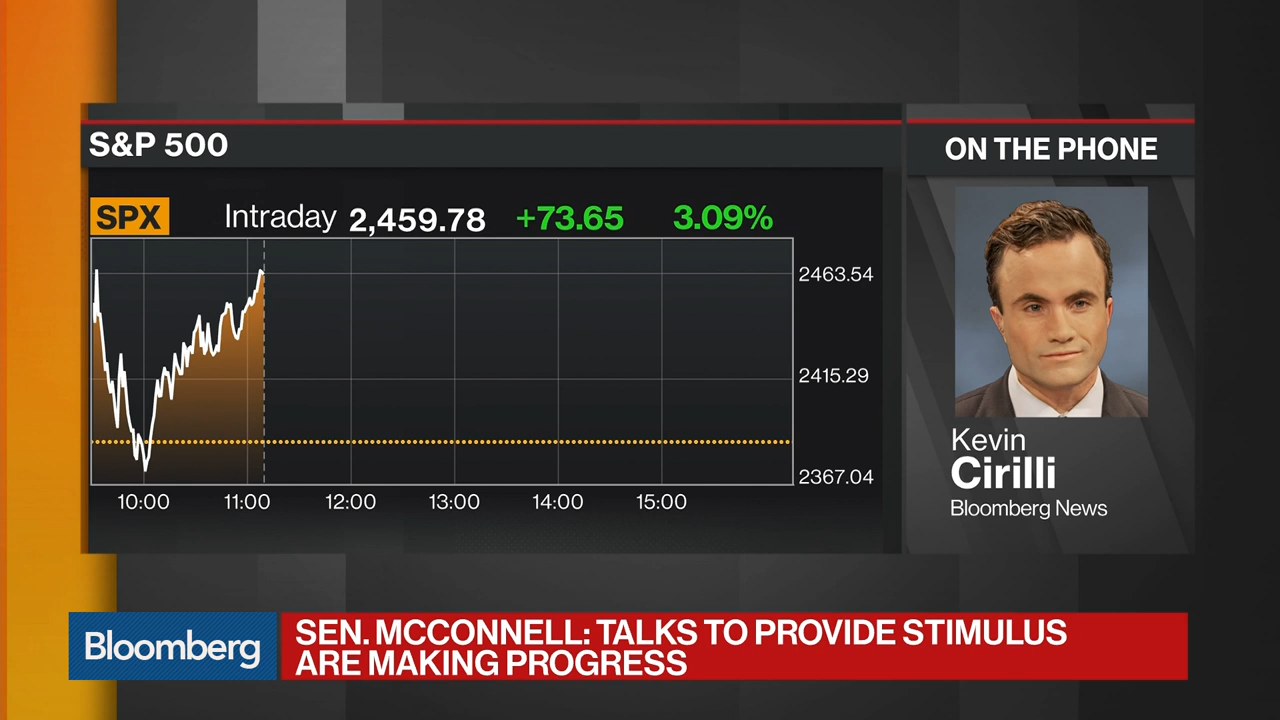 S&P 500
SPX Intraday 2,459.78 +73.65 3.09%
2463.54
2415.29
2367.04
10:00 11:00 12:00 13:00 14:00 15:00
ON THE PHONE
Kevin
Cirilli
Bloomberg News
Bloomberg
SEN. MCCONNELL: TALKS TO PROVIDE STIMULUS
ARE MAKING PROGRESS